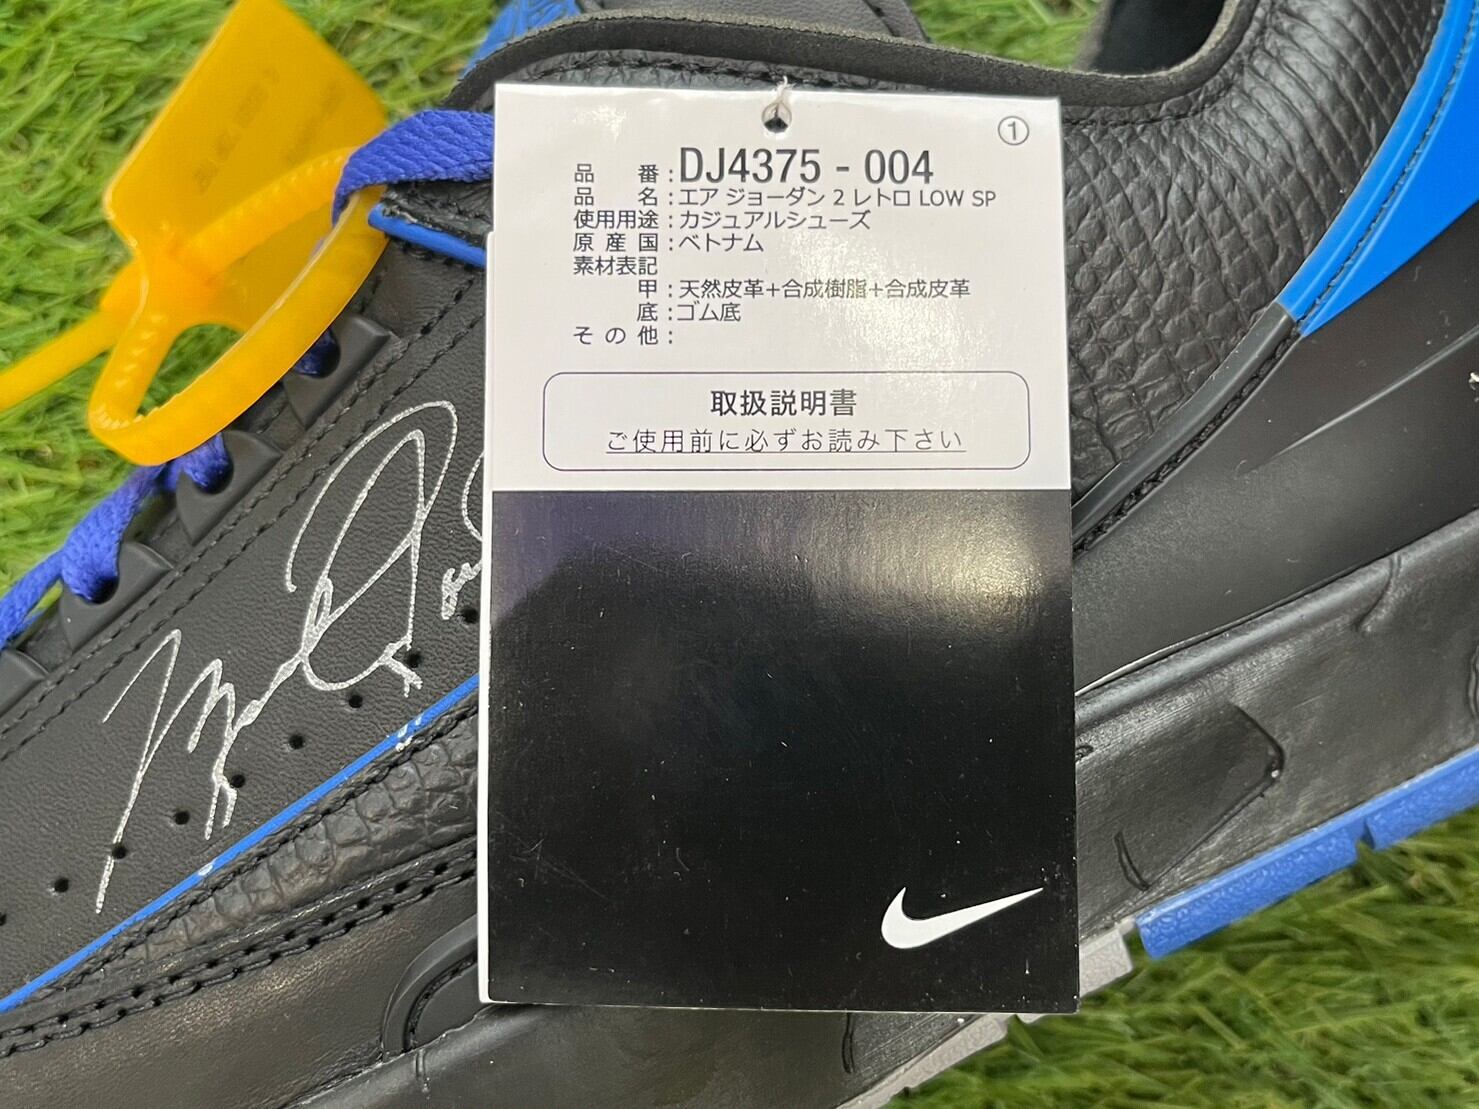 ①
品番:DJ4375 - 004
品名:エア ジョーダン 2 レトロ LOW SP
使用用途:カジュアルシューズ
原産国:ベトナム
素材表記
甲:天然皮革+合成樹脂+合成皮革
底:ゴム底
その他:
取扱説明書
ご使用前に必ずお読み下さい